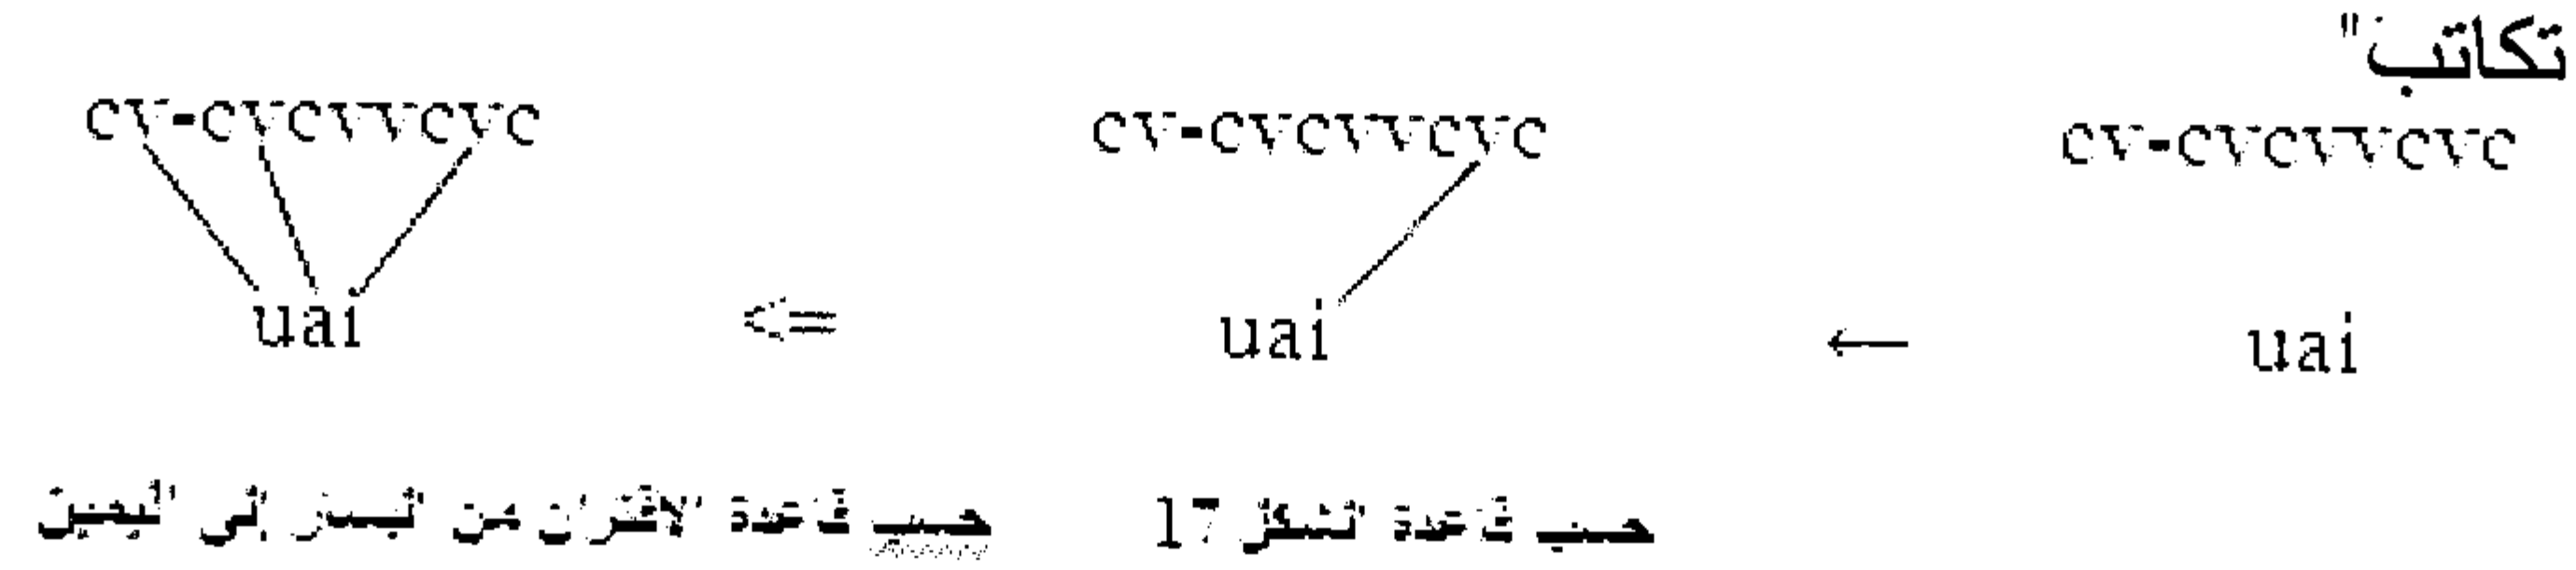 تكاتب"
cv-cvcvvcvc cv-cvcvvcvc cv-cvcvvcvc
uai ← uai <= uai
حسب قاعدة الشكل 17 حسب قاعدة الاقتران من اليسار إلى اليمين